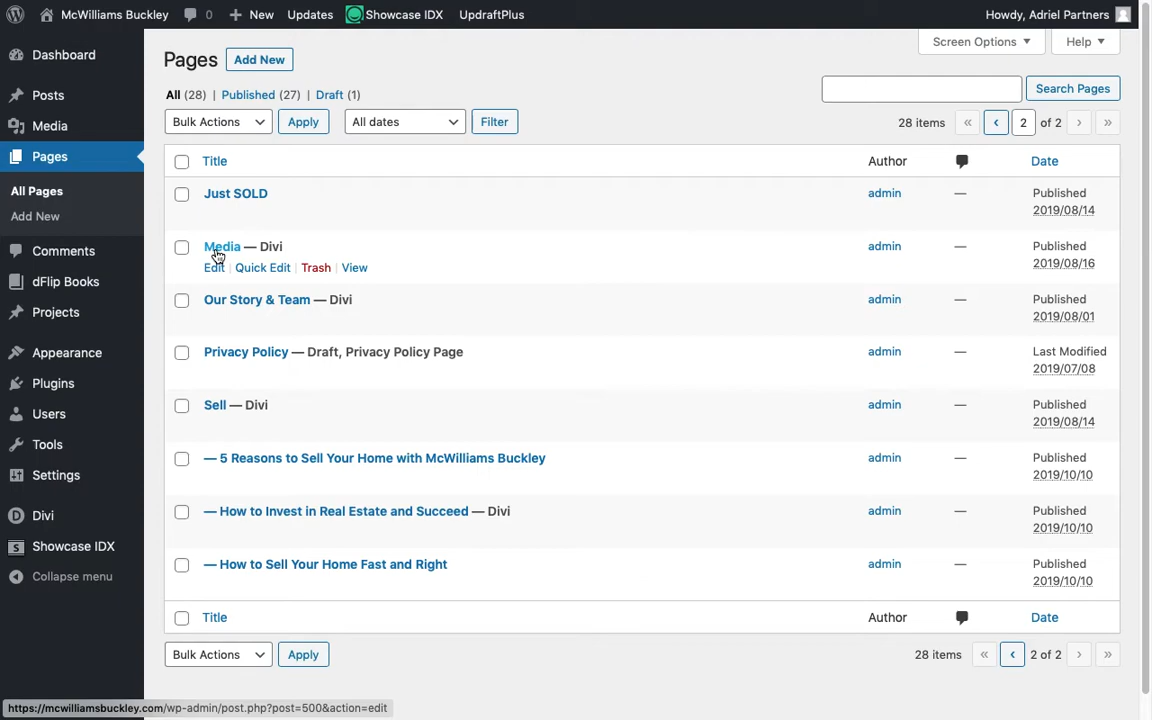 McWilliams Buckley 0 New Updates Showcase IDX UpdraftPlus Howdy, Adriel Partners
Dashboard
Posts
Media
Pages
All Pages
Add New
Comments
dFlip Books
Projects
Appearance
Plugins
Users
Tools
Settings
Divi
Showcase IDX
Collapse menu
Screen Options Help
Pages Add New
All (28) | Published (27) | Draft (1)
Search Pages
Bulk Actions Apply All dates Filter
28 items « ‹ 2 of 2 › »
Title Author Date
Just SOLD admin — Published
2019/08/14
Media — Divi admin — Published
Edit | Quick Edit | Trash | View 2019/08/16
Our Story & Team — Divi admin — Published
2019/08/01
Privacy Policy — Draft, Privacy Policy Page admin — Last Modified
2019/07/08
Sell — Divi admin — Published
2019/08/14
— 5 Reasons to Sell Your Home with McWilliams Buckley admin — Published
2019/10/10
— How to Invest in Real Estate and Succeed — Divi admin — Published
2019/10/10
— How to Sell Your Home Fast and Right admin — Published
2019/10/10
Title Author Date
Bulk Actions Apply 28 items « ‹ 2 of 2 › »
https://mcwilliamsbuckley.com/wp-admin/post.php?post=500&action=edit